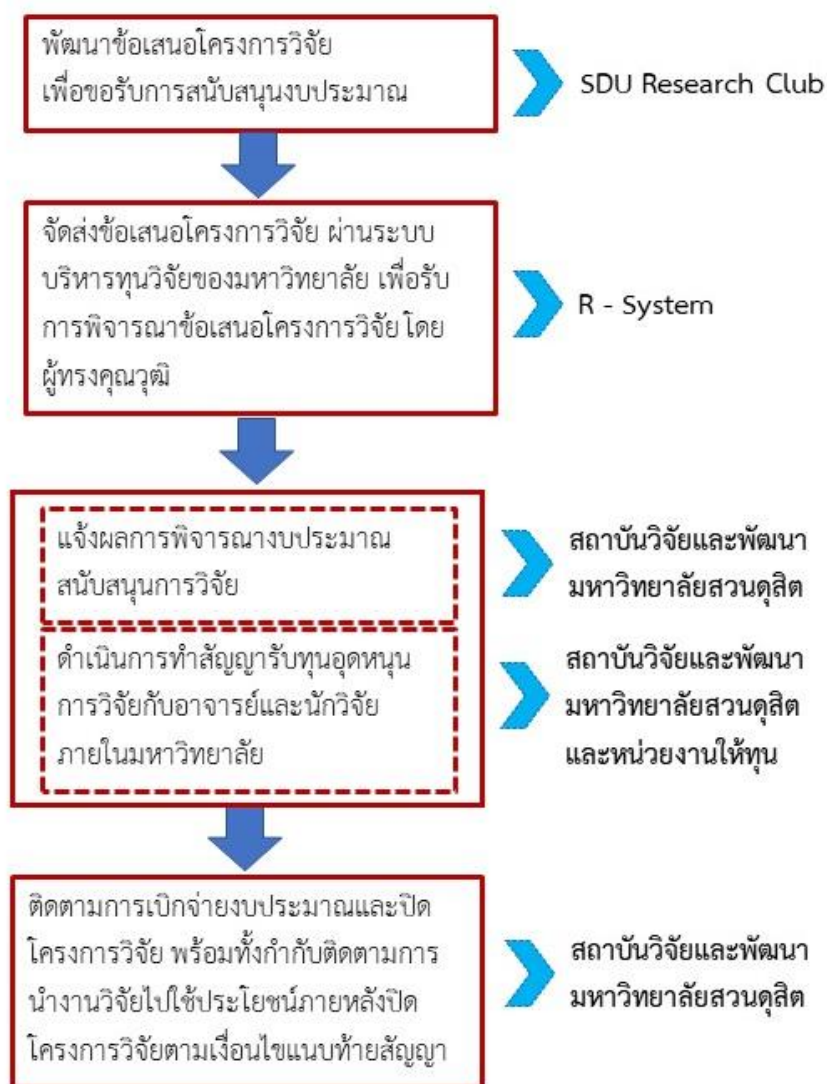 พัฒนาข้อเสนอโครงการวิจัย
เพื่อขอรับการสนับสนุนงบประมาณ
SDU Research Club
จัดส่งข้อเสนอโครงการวิจัย ผ่านระบบ
บริหารทุนวิจัยของมหาวิทยาลัย เพื่อรับ
การพิจารณาข้อเสนอโครงการวิจัย โดย
ผู้ทรงคุณวุฒิ
R - System
แจ้งผลการพิจารณางบประมาณ
สนับสนุนการวิจัย
สถาบันวิจัยและพัฒนา
มหาวิทยาลัยสวนดุสิต
ดำเนินการทำสัญญารับทุนอุดหนุน
การวิจัยกับอาจารย์และนักวิจัย
ภายในมหาวิทยาลัย
สถาบันวิจัยและพัฒนา
มหาวิทยาลัยสวนดุสิต
และหน่วยงานให้ทุน
ติดตามการเบิกจ่ายงบประมาณและปิด
โครงการวิจัย พร้อมทั้งกำกับติดตามการ
นำงานวิจัยไปใช้ประโยชน์ภายหลังปิด
โครงการวิจัยตามเงื่อนไขแนบท้ายสัญญา
สถาบันวิจัยและพัฒนา
มหาวิทยาลัยสวนดุสิต